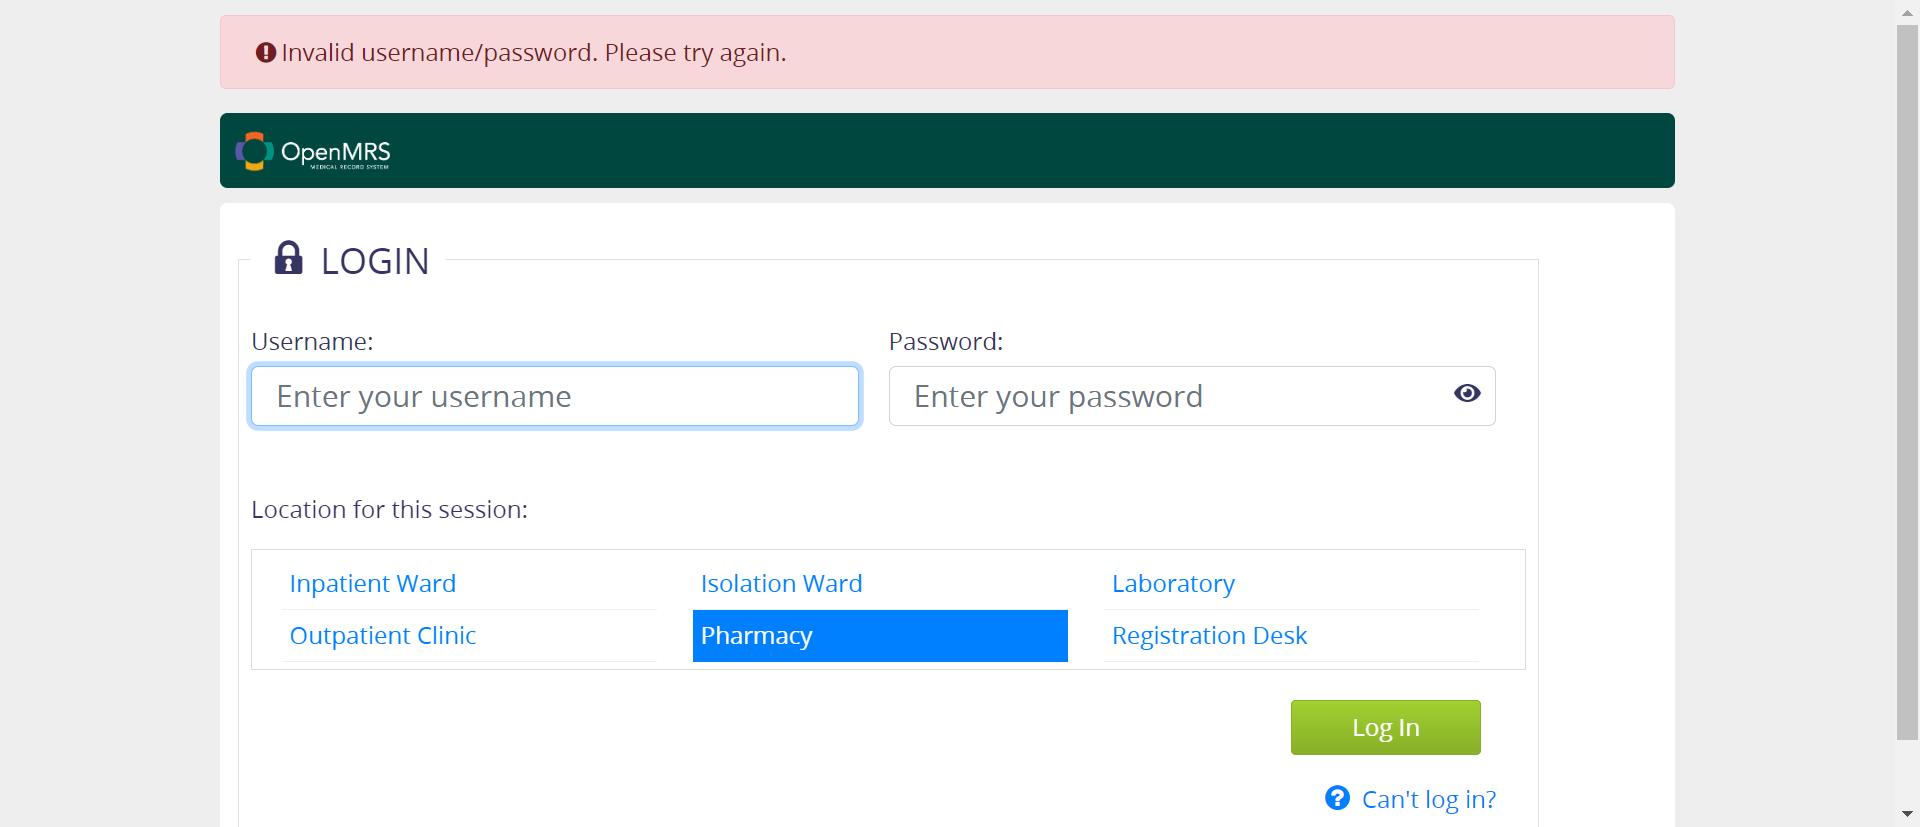 Invalid username/password. Please try again.
OpenMRS
MEDICAL RECORD SYSTEM
LOGIN
Username:
Password:
Enter your username
Enter your password
Location for this session:
Inpatient Ward
Isolation Ward
Laboratory
Outpatient Clinic
Pharmacy
Registration Desk
Log In
Can't log in?